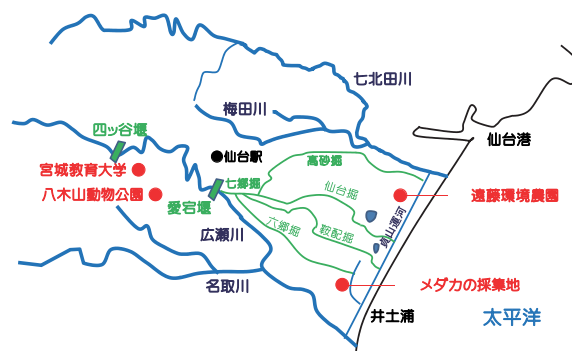 七北田川
梅田川
四ッ谷堰
仙台港
仙台駅
高砂堀
宮城教育大学
七郷堀
仙台堀
八木山動物公園
遠藤環境農園
愛宕堰
貞山運河
広瀬川
六郷堀
鞍配堀
名取川
メダカの採集地
井土浦
太平洋